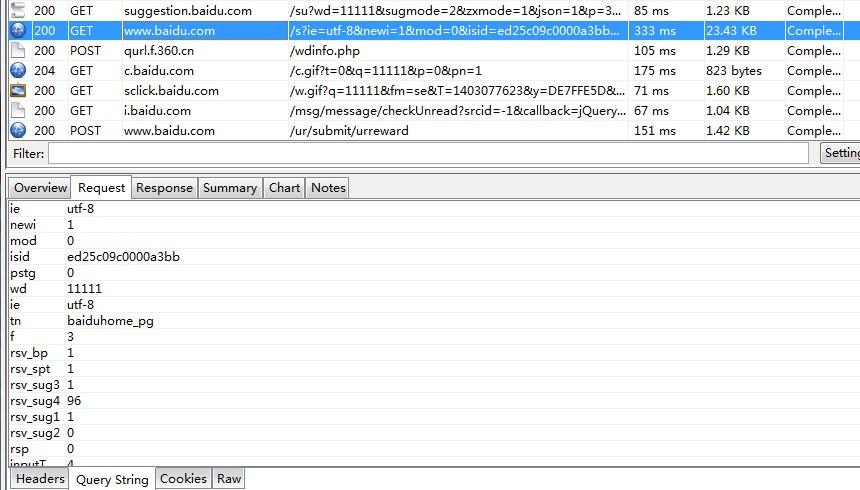 200 GET suggestion.baidu.com /su?wd=11111&sugmode=2&zxmode=1&json=1&p=3... 85 ms 1.23 KB Comple...
200 GET www.baidu.com /s?ie=utf-8&newi=1&mod=0&isid=ed25c09c0000a3bb... 333 ms 23.43 KB Comple...
200 POST qurl.f.360.cn /wdinfo.php 105 ms 1.29 KB Comple...
204 GET c.baidu.com /c.gif?t=0&q=11111&p=0&pn=1 175 ms 823 bytes Comple...
200 GET sclick.baidu.com /w.gif?q=11111&fm=se&T=1403077623&y=DE7FFE5D&... 71 ms 1.60 KB Comple...
200 GET i.baidu.com /msg/message/checkUnread?srcid=-1&callback=jQuery... 67 ms 1.04 KB Comple...
200 POST www.baidu.com /ur/submit/urreward 151 ms 1.42 KB Comple...
Filter: Setting
Overview Request Response Summary Chart Notes
ie utf-8
newi 1
mod 0
isid ed25c09c0000a3bb
pstg 0
wd 11111
ie utf-8
tn baiduhome_pg
f 3
rsv_bp 1
rsv_spt 1
rsv_sug3 1
rsv_sug4 96
rsv_sug1 1
rsv_sug2 0
rsp 0
inputT 4
Headers Query String Cookies Raw